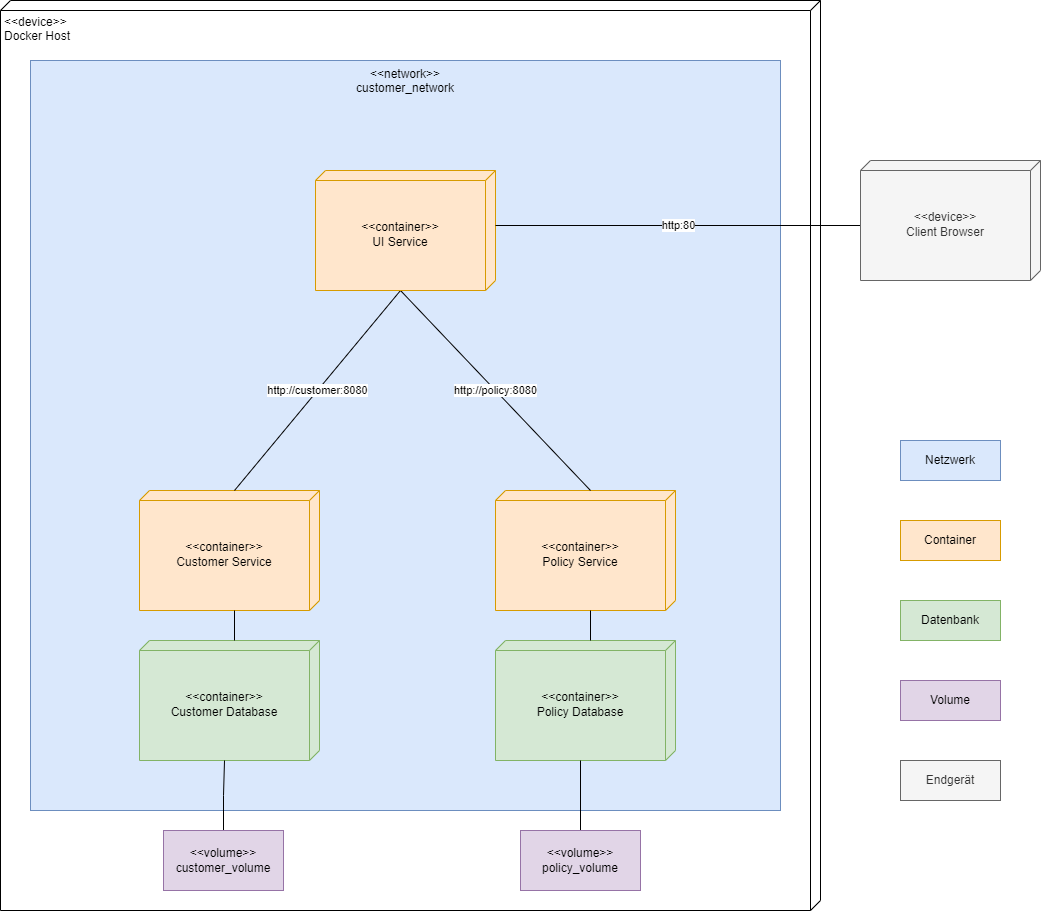 <<device>>
Docker Host
<<network>>
customer_network
<<container>>
UI Service
http:80
<<device>>
Client Browser
http://customer:8080
http://policy:8080
<<container>>
Customer Service
<<container>>
Policy Service
<<container>>
Customer Database
<<container>>
Policy Database
<<volume>>
customer_volume
<<volume>>
policy_volume
Netzwerk
Container
Datenbank
Volume
Endgerät